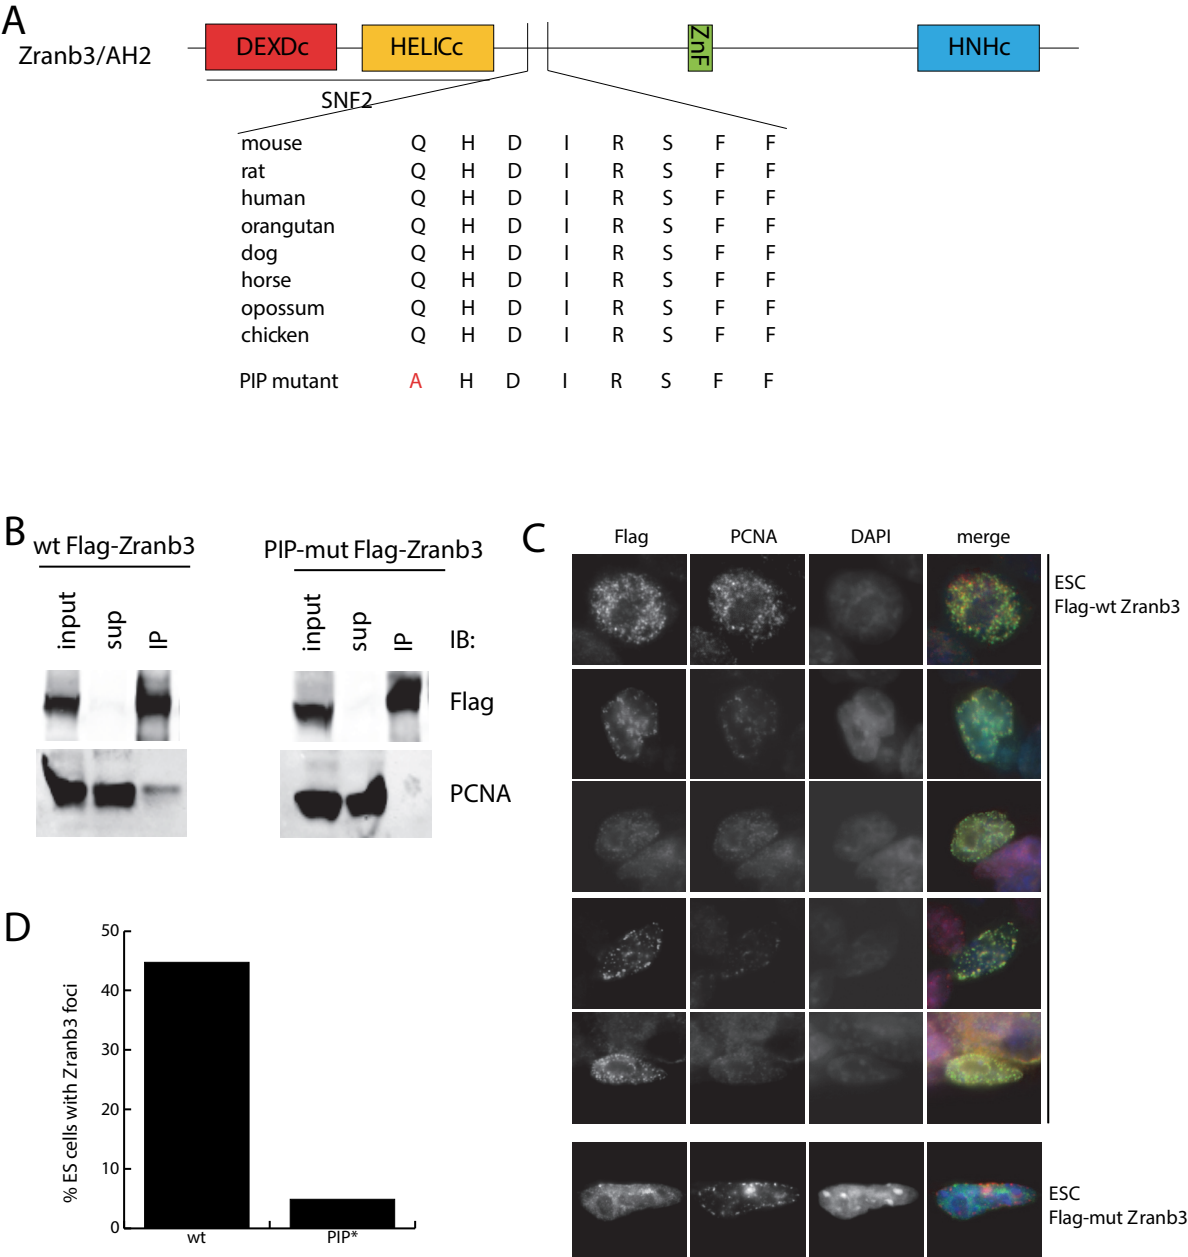 A
Zranb3/AH2
DEXDc
HELICc
ZnF
HNHc
SNF2
mouse Q H D I R S F F
rat Q H D I R S F F
human Q H D I R S F F
orangutan Q H D I R S F F
dog Q H D I R S F F
horse Q H D I R S F F
opossum Q H D I R S F F
chicken Q H D I R S F F
PIP mutant A H D I R S F F
B
wt Flag-Zranb3
PIP-mut Flag-Zranb3
input
sup
IP
input
sup
IP
IB:
Flag
PCNA
C
Flag
PCNA
DAPI
merge
ESC
Flag-wt Zranb3
ESC
Flag-mut Zranb3
D
% ES cells with Zranb3 foci
50
40
30
20
10
0
wt
PIP*